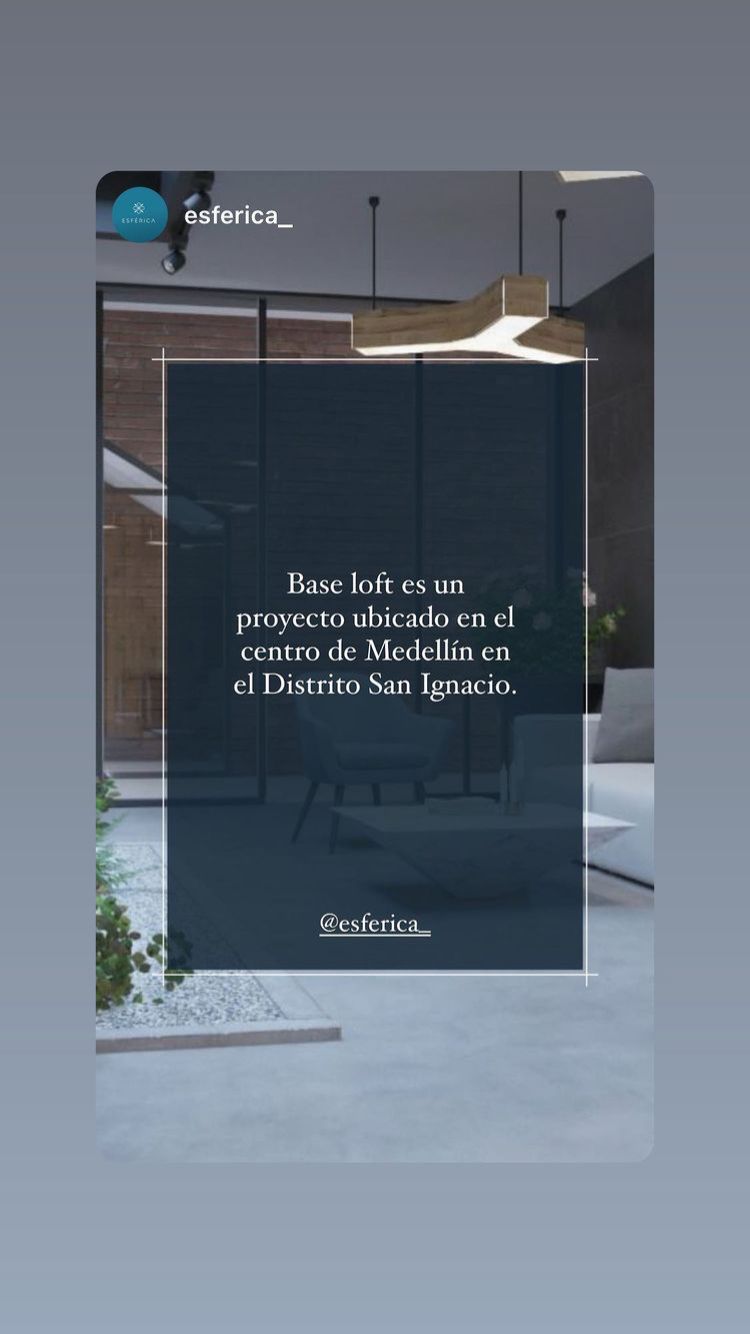 ESFÉRICA
esferica_
Base loft es un
proyecto ubicado en el
centro de Medellín en
el Distrito San Ignacio.
@esferica_